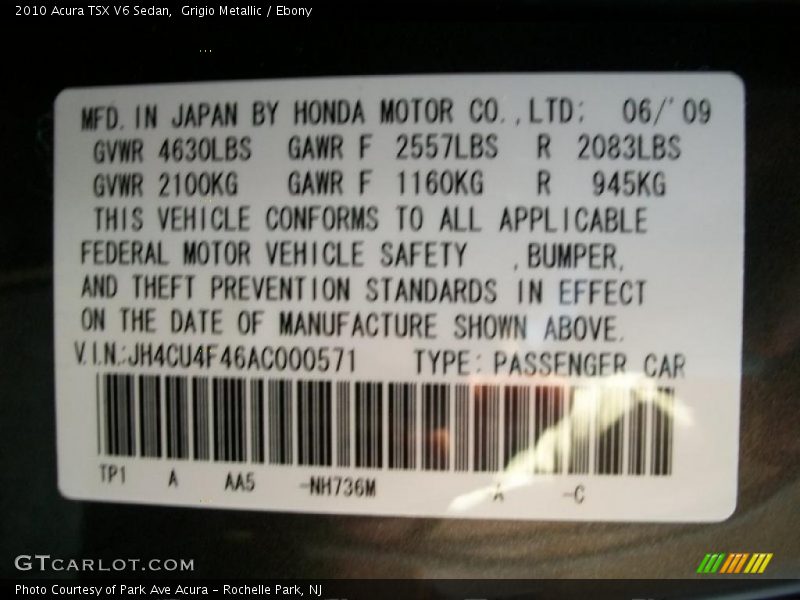 2010 Acura TSX V6 Sedan,  Grigio Metallic / Ebony
...
MFD. IN JAPAN BY HONDA MOTOR CO.,LTD: 06/'09
GVWR 4630LBS GAWR F 2557LBS R 2083LBS
GVWR 2100KG GAWR F 1160KG R 945KG
THIS VEHICLE CONFORMS TO ALL APPLICABLE
FEDERAL MOTOR VEHICLE SAFETY ,BUMPER,
AND THEFT PREVENTION STANDARDS IN EFFECT
ON THE DATE OF MANUFACTURE SHOWN ABOVE.
V.I.N.:JH4CU4F46AC000571 TYPE: PASSENGER CAR
TP1 A AA5 -NH736M A -C
GTCARLOT.COM
Photo Courtesy of Park Ave Acura - Rochelle Park, NJ